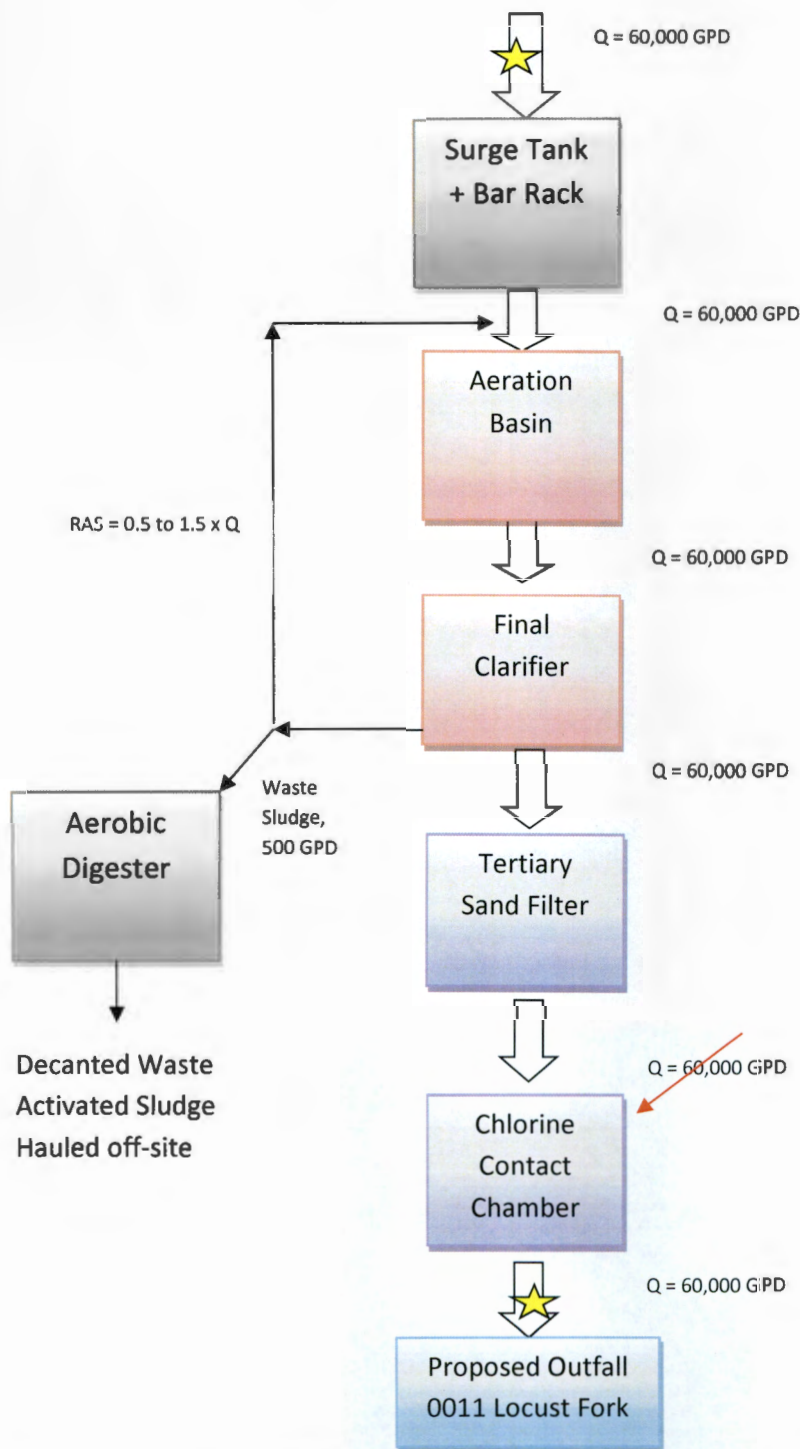 Q = 60,000 GPD
Surge Tank
+ Bar Rack
Q = 60,000 GPD
Aeration
Basin
RAS = 0.5 to 1.5 x Q
Q = 60,000 GPD
Final
Clarifier
Q = 60,000 GPD
Waste
Sludge,
500 GPD
Aerobic
Digester
Tertiary
Sand Filter
Decanted Waste
Activated Sludge
Hauled off-site
Q = 60,000 GPD
Chlorine
Contact
Chamber
Q = 60,000 GPD
Proposed Outfall
0011 Locust Fork